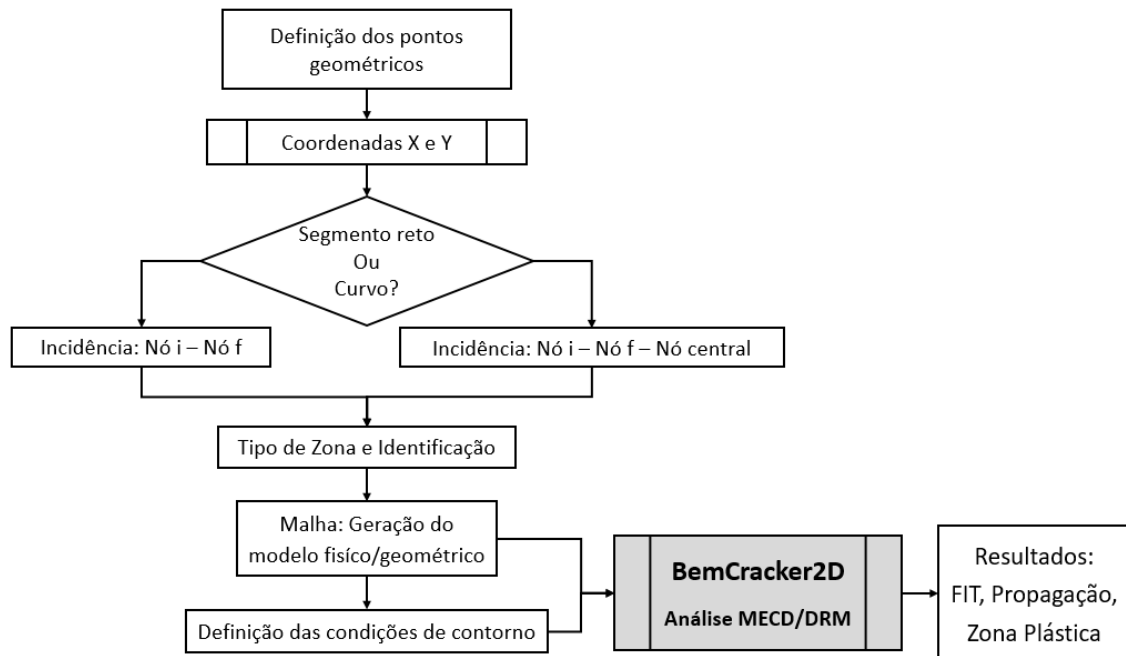 Definição dos pontos
geométricos
Coordenadas X e Y
Segmento reto
Ou
Curvo?
Incidência: Nó i – Nó f
Incidência: Nó i – Nó f – Nó central
Tipo de Zona e Identificação
Malha: Geração do
modelo fisíco/geométrico
Definição das condições de contorno
BemCracker2D
Análise MECD/DRM
Resultados:
FIT, Propagação,
Zona Plástica